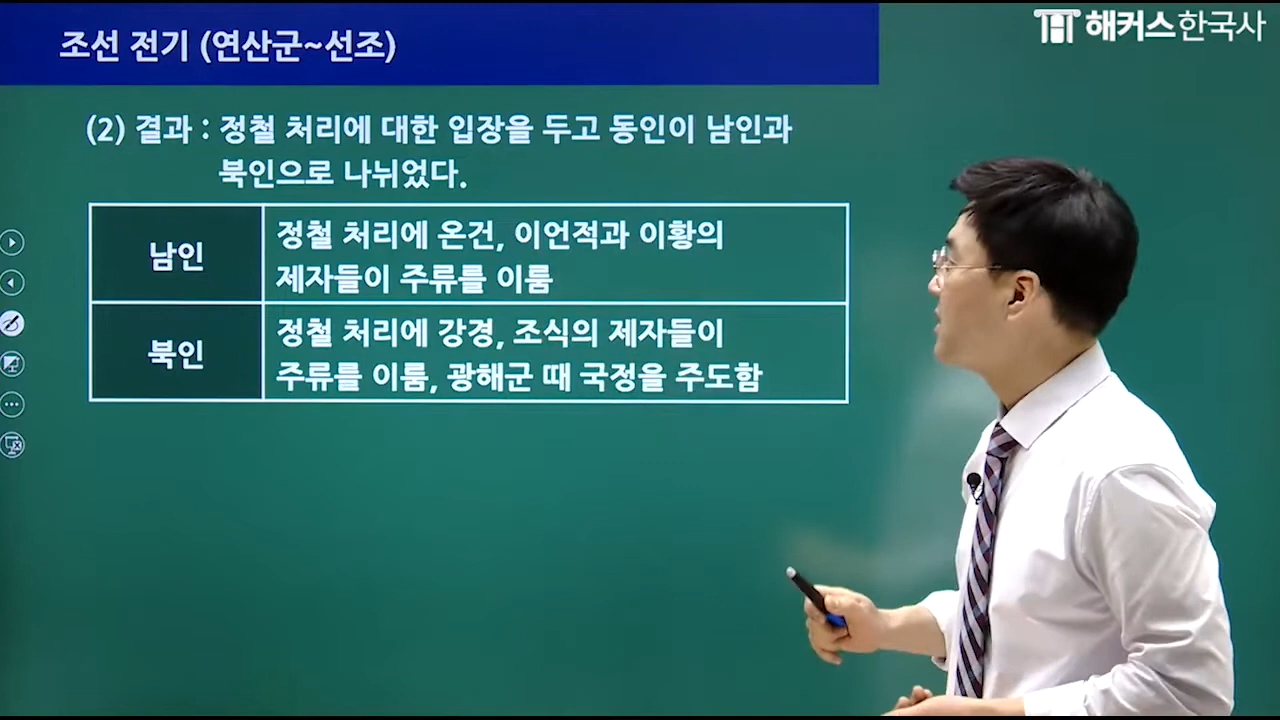 조선 전기 (연산군~선조)
해커스한국사
(2) 결과 : 정철 처리에 대한 입장을 두고 동인이 남인과
북인으로 나뉘었다.
남인
정철 처리에 온건, 이언적과 이황의
제자들이 주류를 이룸
북인
정철 처리에 강경, 조식의 제자들이
주류를 이룸, 광해군 때 국정을 주도함